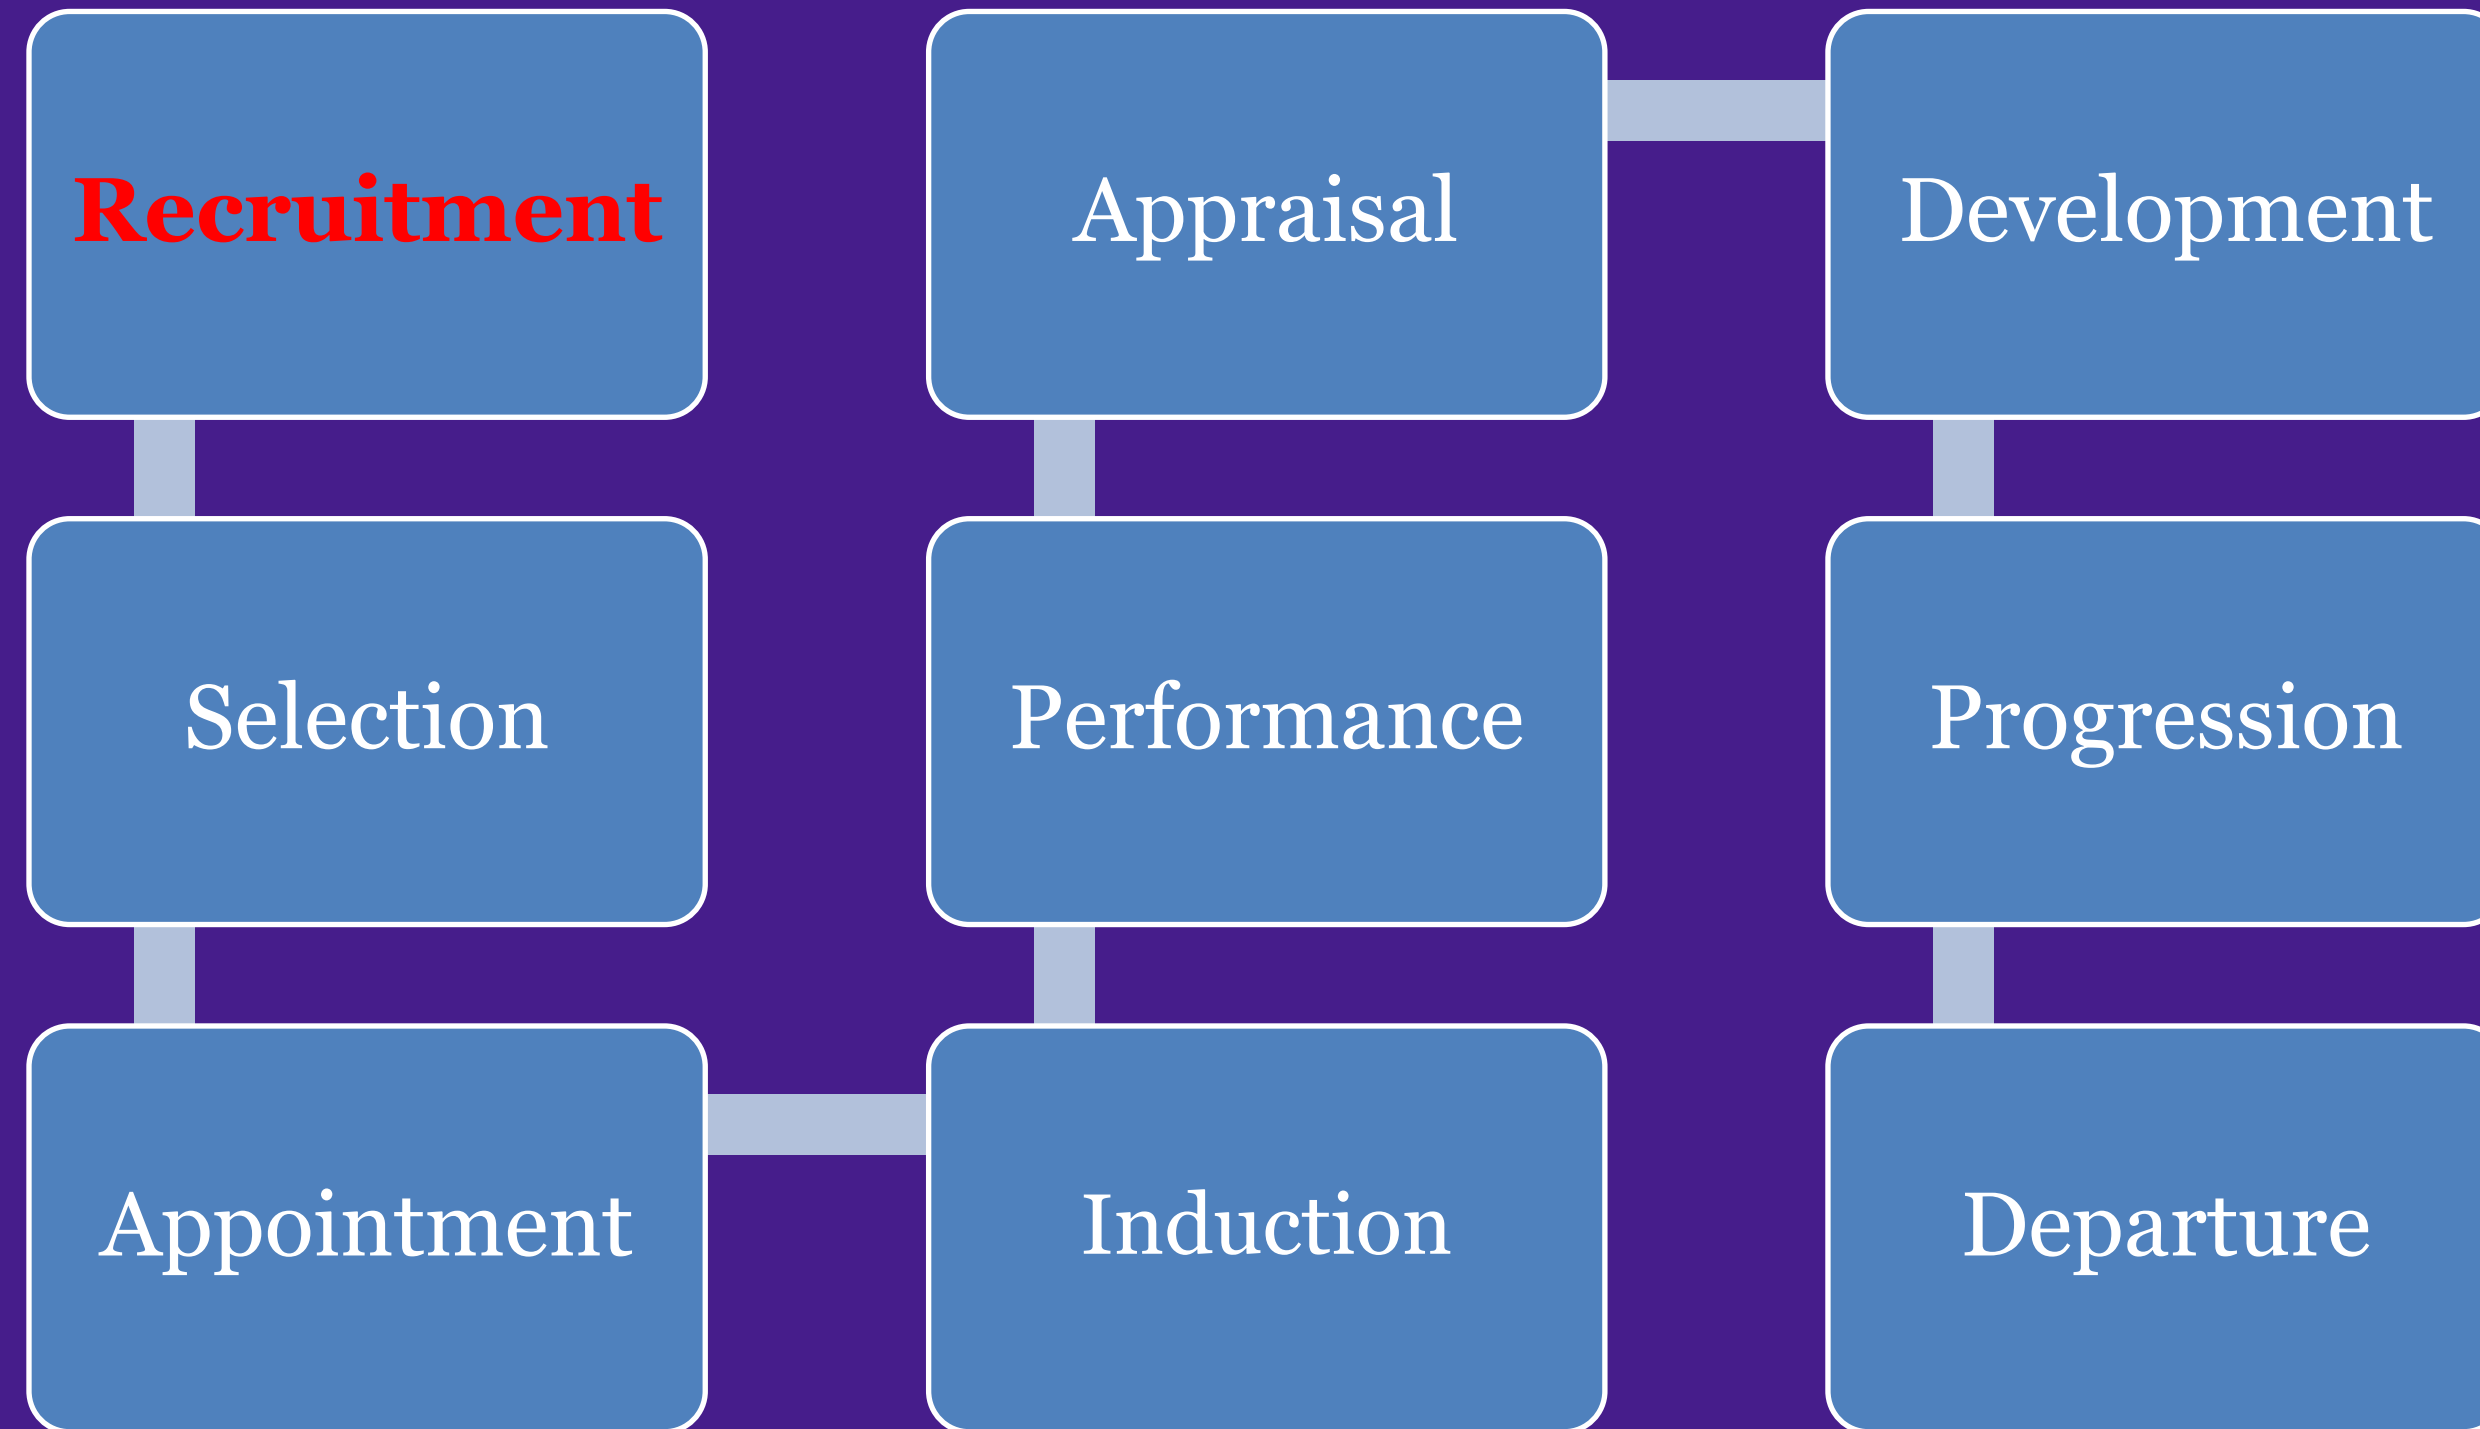 Recruitment
Selection
Appointment
Induction
Performance
Appraisal
Development
Progression
Departure